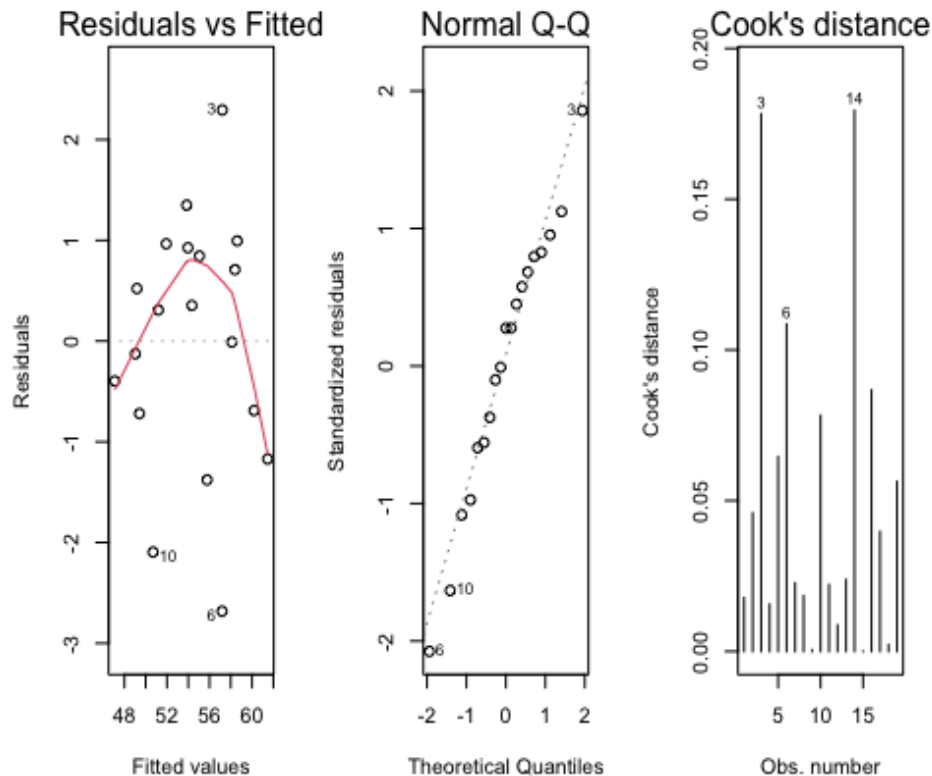 Residuals vs Fitted
Residuals
2
1
0
-1
-2
-3
3
10
6
48 52 56 60
Fitted values
Normal Q-Q
Standardized residuals
2
1
0
-1
-2
3
10
6
-2 -1 0 1 2
Theoretical Quantiles
Cook's distance
Cook's distance
0.20
0.15
0.10
0.05
0.00
3
14
6
5 10 15
Obs. number